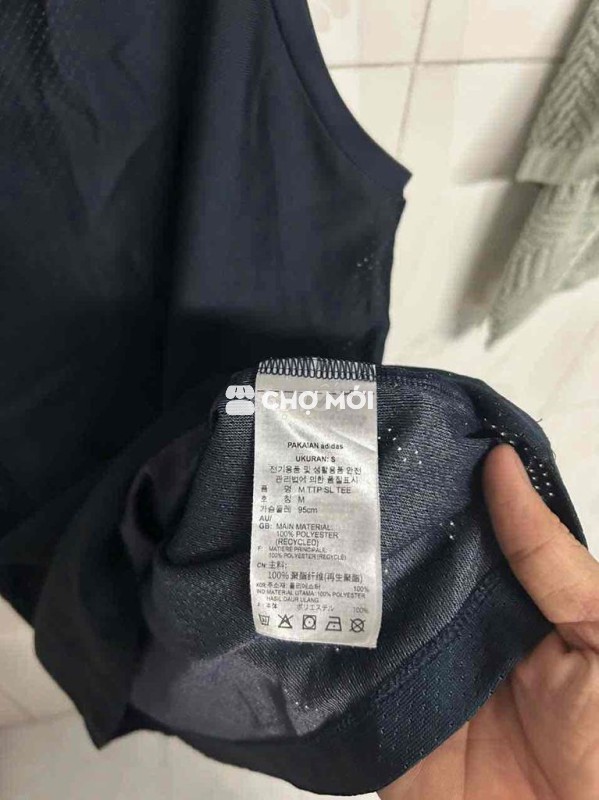 CHỢ MỚI
PAKAIAN adidas
UKURAN: S
전기용품 및 생활용품 안전
관리법에 의한 품질표시
품 명 M TTP SL TEE
호 칭 M
가슴둘레 95cm
AU/
GB: MAIN MATERIAL:
100% POLYESTER
(RECYCLED)
F: MATIERE PRINCIPALE:
100% POLYESTER (RECYCLE)
CN: 主料:
100% 聚酯纤维(再生聚酯)
KOR 주소재: 폴리에스터 100%
IND MATERIAL UTAMA: 100% POLYESTER
HASIL DAUR ULANG
ポリエステル 100%